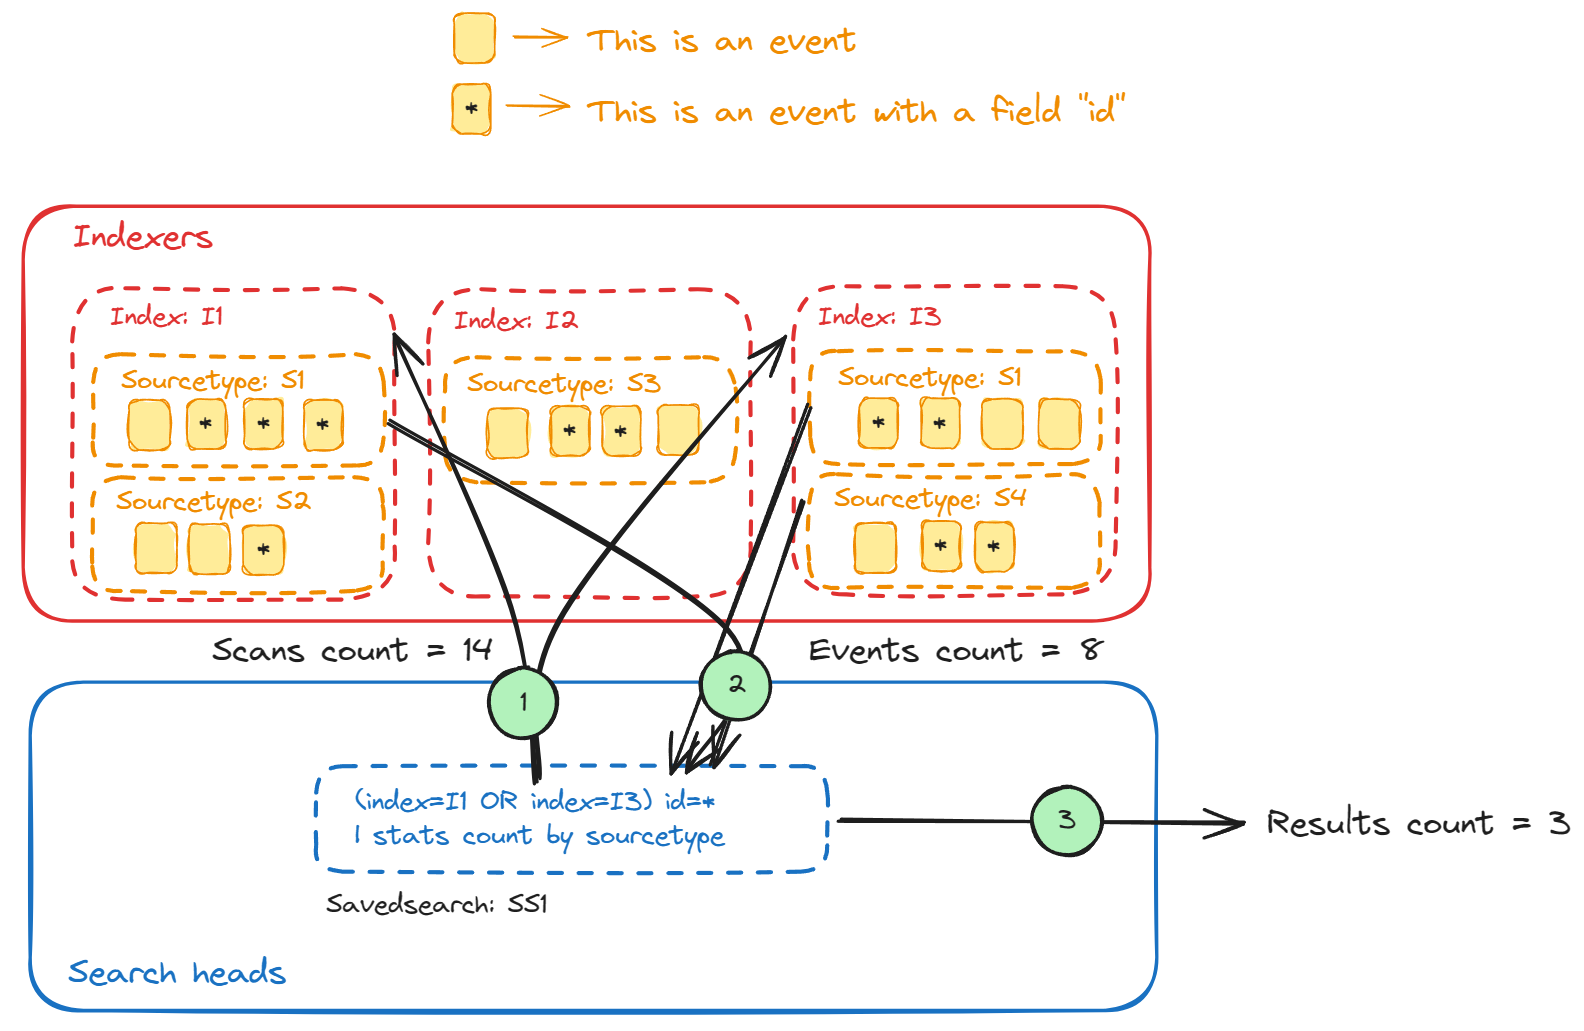 This is an event
*
This is an event with a field "id"
Indexers
Index: I1
Index: I2
Index: I3
Sourcetype: S1
* * *
Sourcetype: S3
* *
Sourcetype: S1
* *
Sourcetype: S2
*
Sourcetype: S4
* *
Scans count = 14
Events count = 8
1
2
(index=I1 OR index=I3) id=*
| stats count by sourcetype
3
Results count = 3
Savedsearch: SS1
Search heads